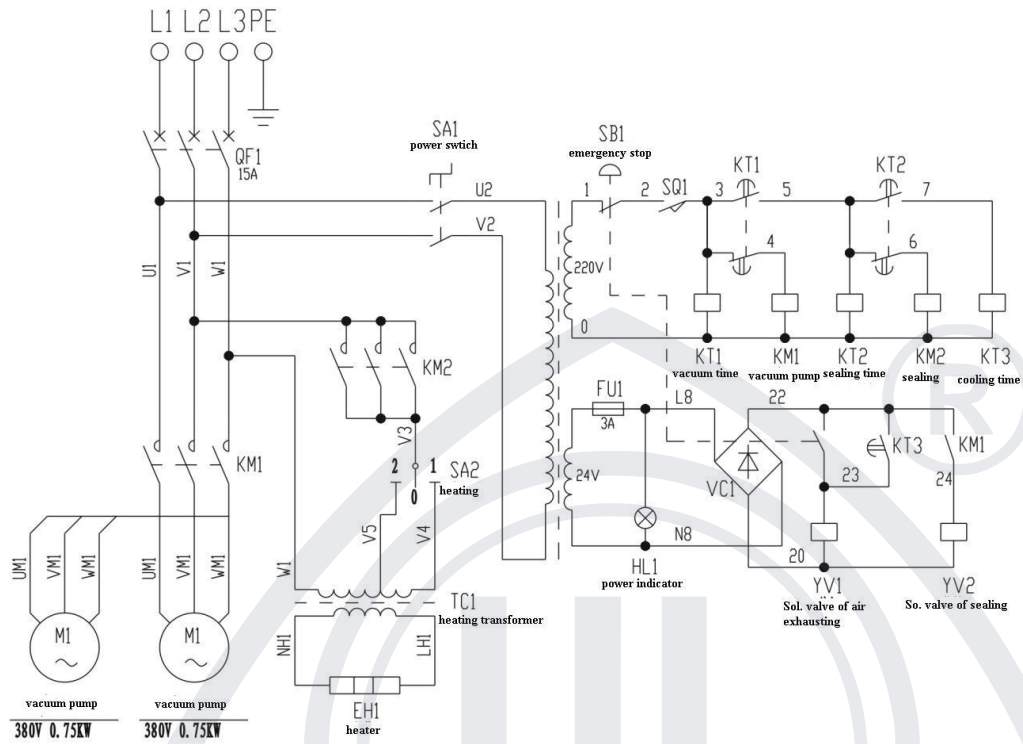 L1 L2 L3 PE
QF1
15A
SA1
power swtich
U2
V2
SB1
emergency stop
1
2
SQ1
3
KT1
5
4
KT2
7
6
220V
0
U1
V1
W1
KM2
KT1
vacuum time
KM1
vacuum pump
KT2
sealing time
KM2
sealing
KT3
cooling time
®
FU1
3A
L8
22
24V
VC1
KT3
KM1
23
24
V3
2
1
0
SA2
heating
KM1
V5
V4
N8
20
HL1
power indicator
YV1
Sol. valve of air
exhausting
YV2
So. valve of sealing
UM1
VM1
WM1
UM1
VM1
WM1
W1
TC1
heating transformer
NH1
LH1
M1
~
M1
~
EH1
heater
vacuum pump
380V 0.75KW
vacuum pump
380V 0.75KW